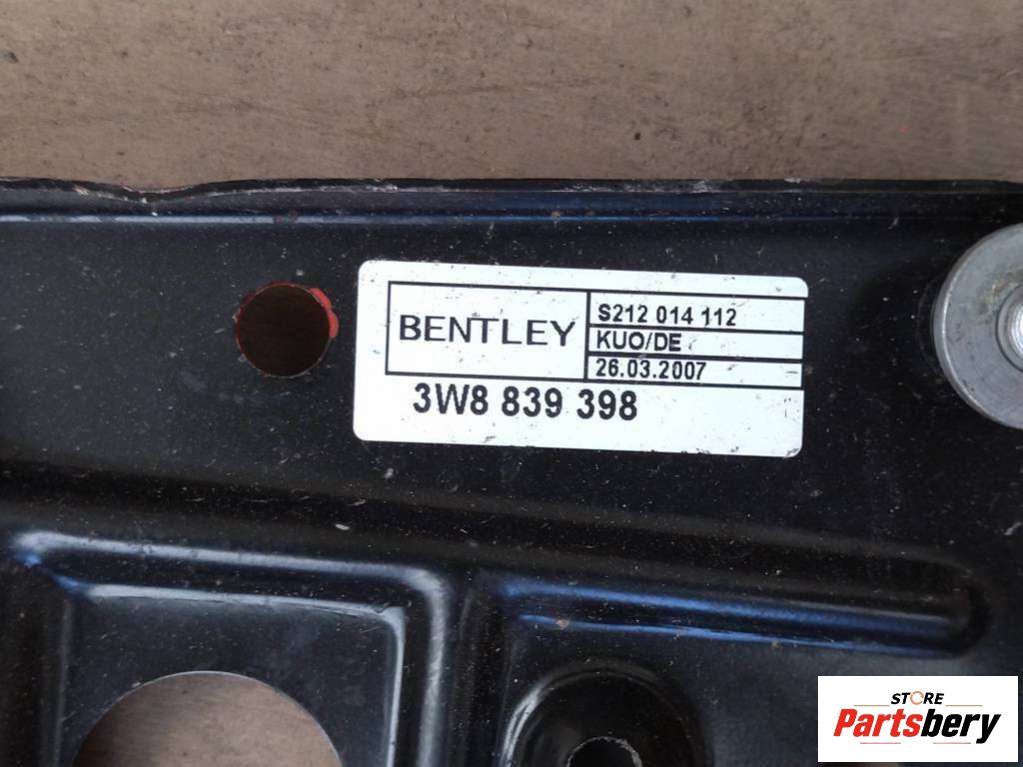 BENTLEY
S212 014 112
KUO/DE
26.03.2007
3W8 839 398
STORE
Partsbery